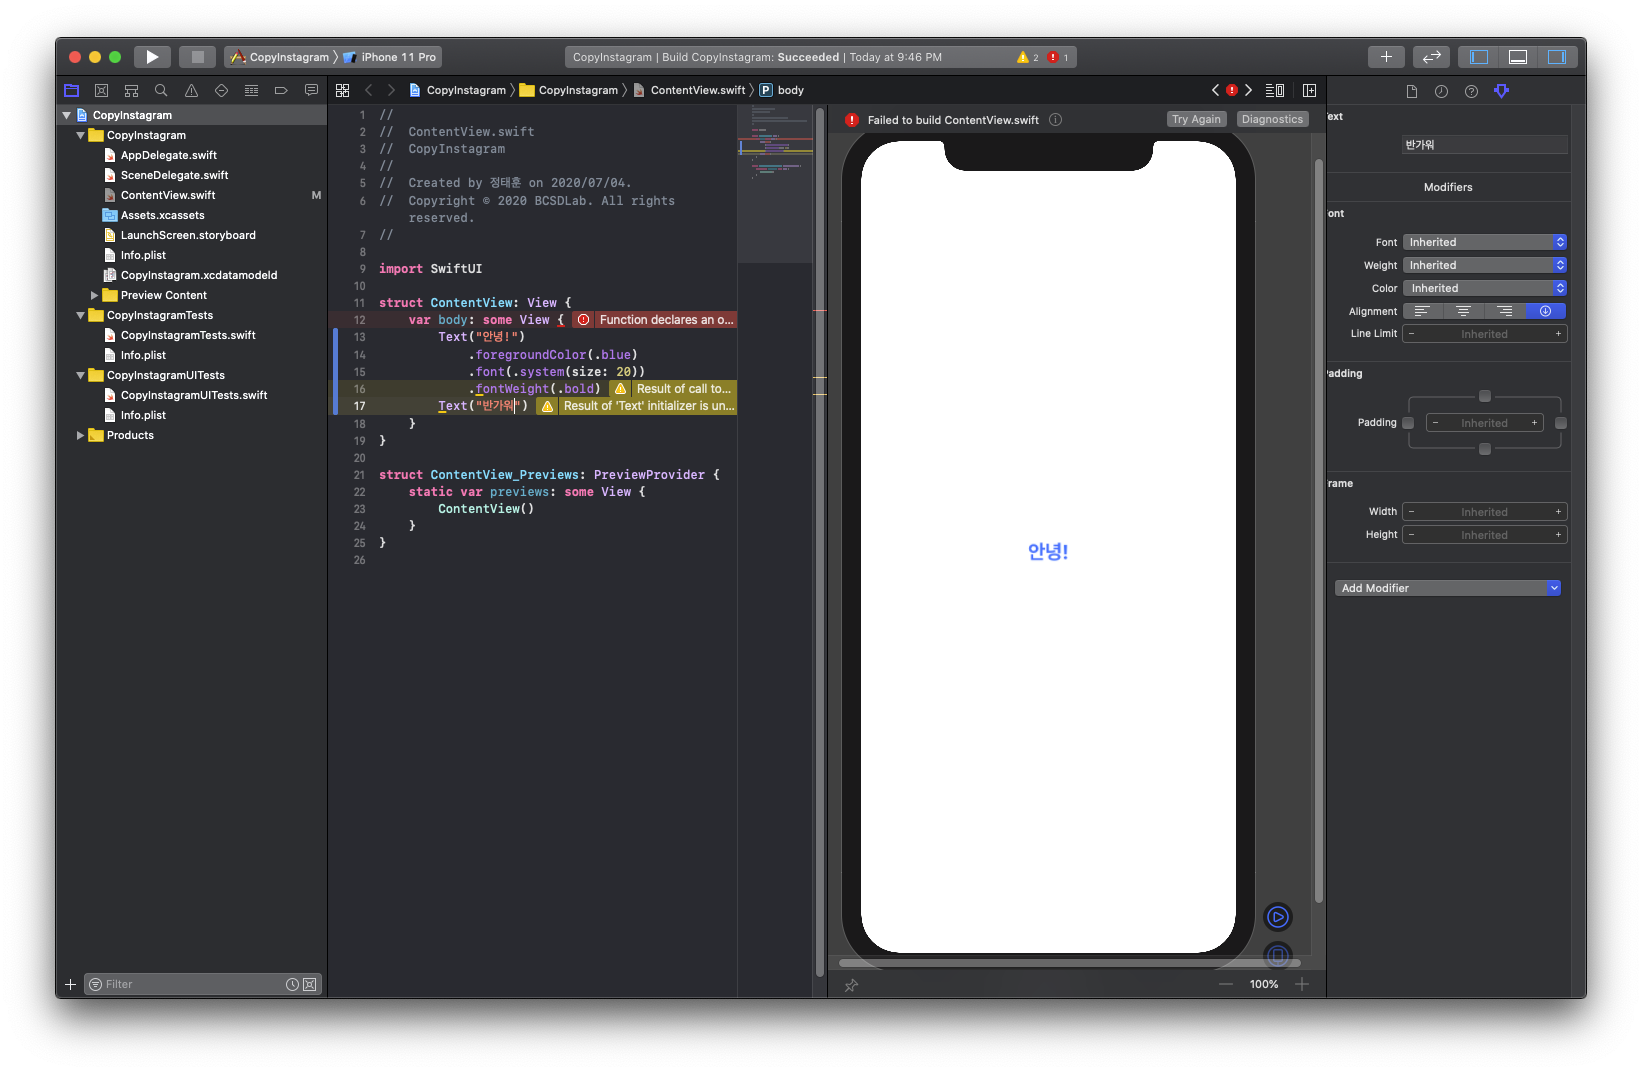 CopyInstagram
iPhone 11 Pro
CopyInstagram | Build CopyInstagram: Succeeded | Today at 9:46 PM
2
1
CopyInstagram
CopyInstagram
AppDelegate.swift
SceneDelegate.swift
ContentView.swift
M
Assets.xcassets
LaunchScreen.storyboard
Info.plist
CopyInstagram.xcdatamodeld
Preview Content
CopyInstagramTests
CopyInstagramTests.swift
Info.plist
CopyInstagramUITests
CopyInstagramUITests.swift
Info.plist
Products
Filter
CopyInstagram
CopyInstagram
ContentView.swift
P body
1 //
2 // ContentView.swift
3 // CopyInstagram
4 //
5 // Created by 정태훈 on 2020/07/04.
6 // Copyright © 2020 BCSDLab. All rights
reserved.
7 //
8
9 import SwiftUI
10
11 struct ContentView: View {
12 var body: some View { Function declares an o...
13 Text("안녕!")
14 .foregroundColor(.blue)
15 .font(.system(size: 20))
16 .fontWeight(.bold) Result of call to...
17 Text("반가워") Result of 'Text' initializer is un...
18 }
19 }
20
21 struct ContentView_Previews: PreviewProvider {
22 static var previews: some View {
23 ContentView()
24 }
25 }
26
Failed to build ContentView.swift
Try Again
Diagnostics
안녕!
100%
ext
반가워
Modifiers
ont
Font Inherited
Weight Inherited
Color Inherited
Alignment
Line Limit − Inherited +
Padding
Padding − Inherited +
rame
Width − Inherited +
Height − Inherited +
Add Modifier